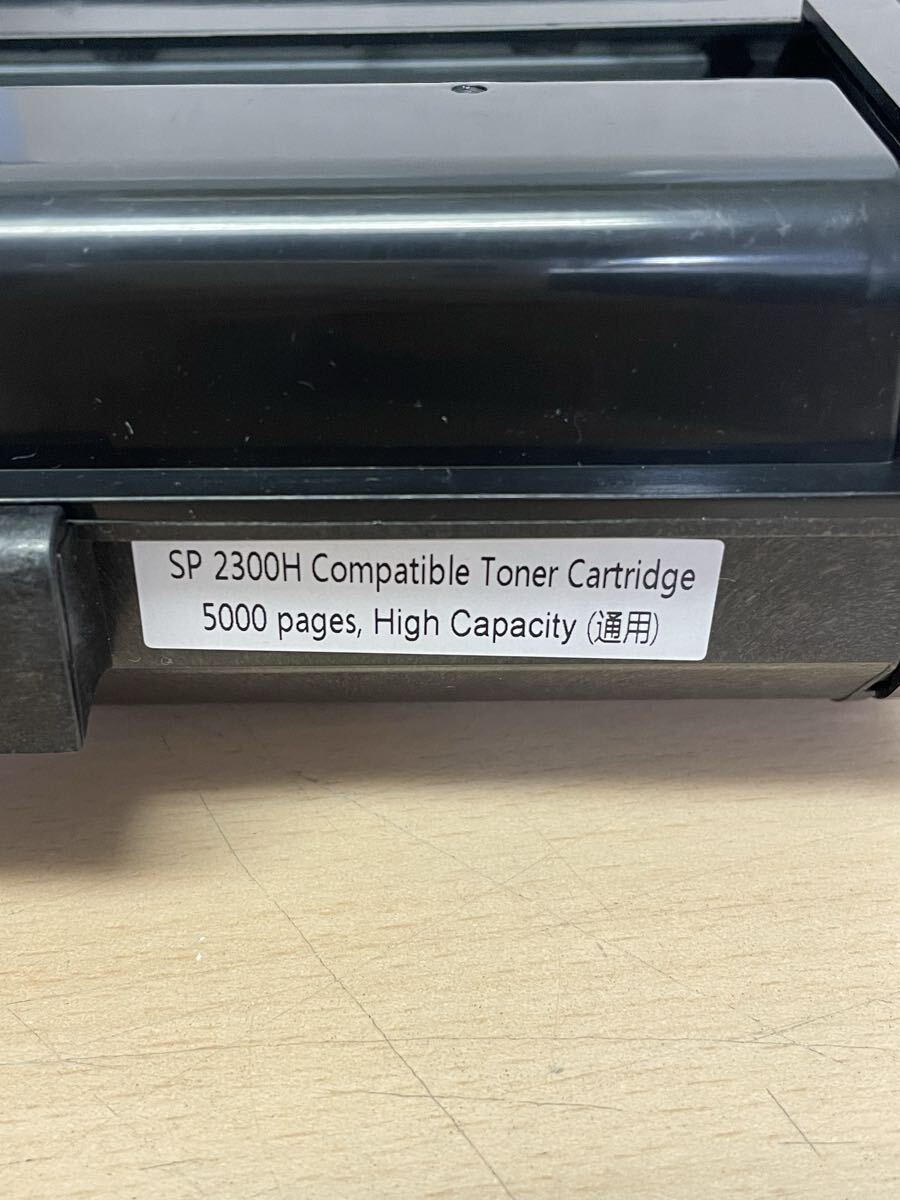 SP 2300H Compatible Toner Cartridge
5000 pages, High Capacity (通用)